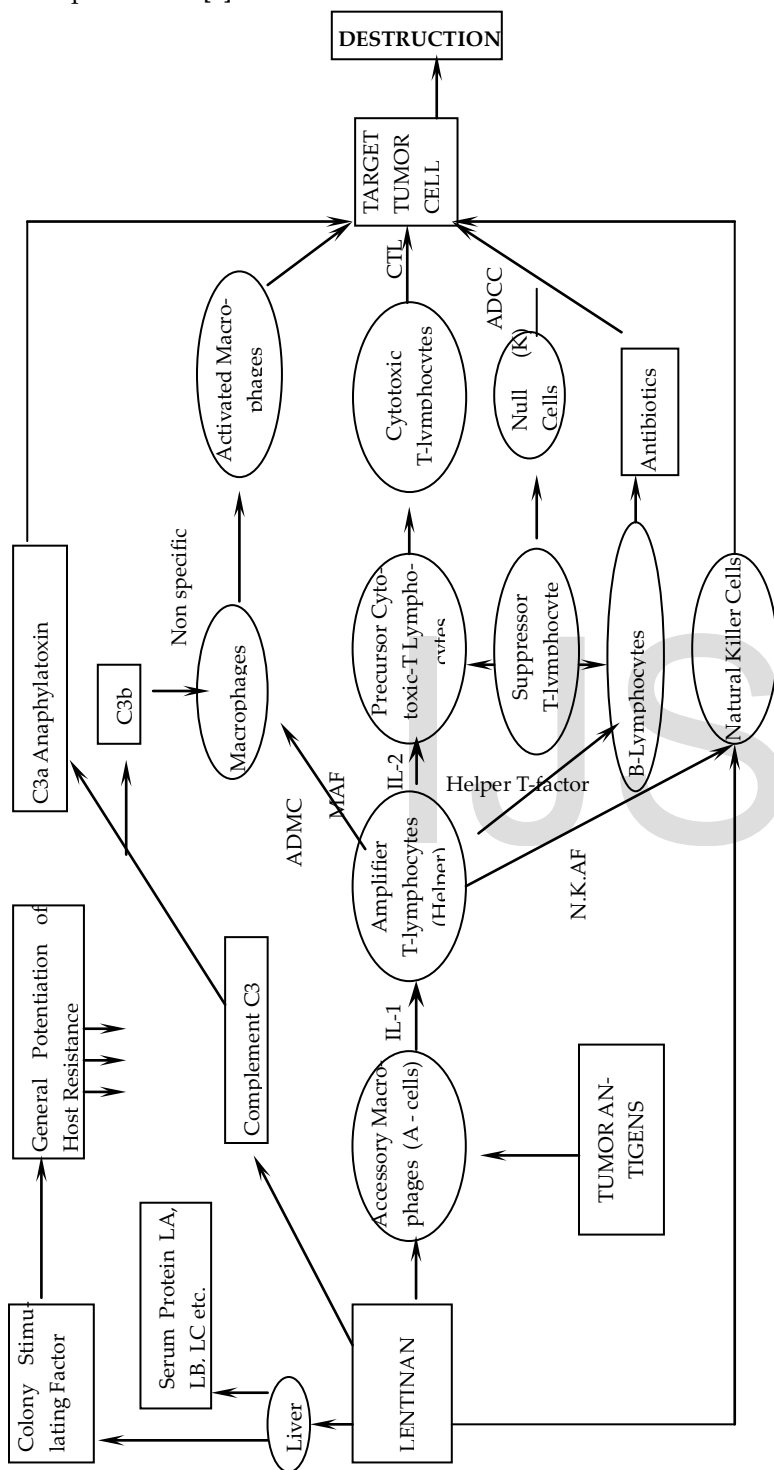 DESTRUCTION
TARGET
TUMOR
CELL
C3a Anaphylatoxin
C3b
Non specific
Activated Macro-
phages
Macrophages
CTL
Cytotoxic
T-lymphocytes
Precursor Cyto-
toxic-T Lympho-
cytes
ADCC
Null (K)
Cells
Suppressor
T-lymphocyte
Antibiotics
B-Lymphocytes
Natural Killer Cells
General Potentiation of
Host Resistance
Complement C3
ADMC
MAF
IL-2
Helper T-factor
N.K.AF
Amplifier
T-lymphocytes
(Helper)
IL-1
Accessory Macro-
phages (A - cells)
TUMOR AN-
TIGENS
Colony Stimu-
lating Factor
Serum Protein LA,
LB. LC etc.
Liver
LENTINAN
IJS